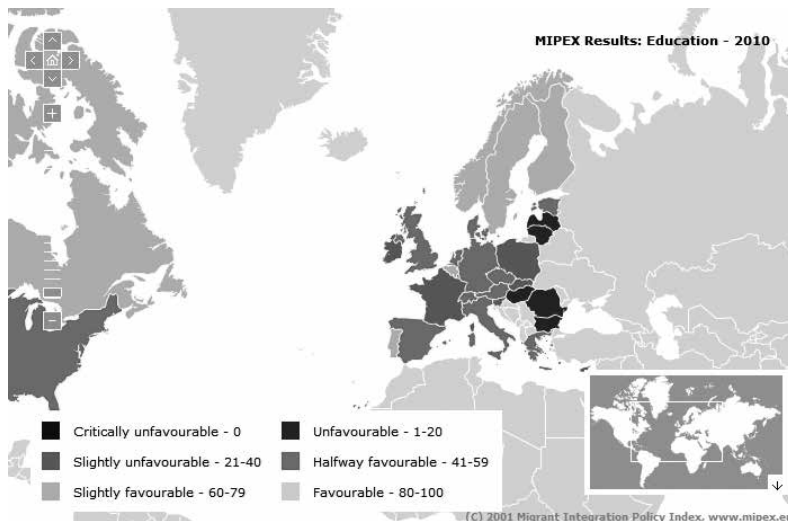 MIPEX Results: Education - 2010
Critically unfavourable - 0
Unfavourable - 1-20
Slightly unfavourable - 21-40
Halfway favourable - 41-59
Slightly favourable - 60-79
Favourable - 80-100
(C) 2001 Migrant Integration Policy Index, www.mipex.eu